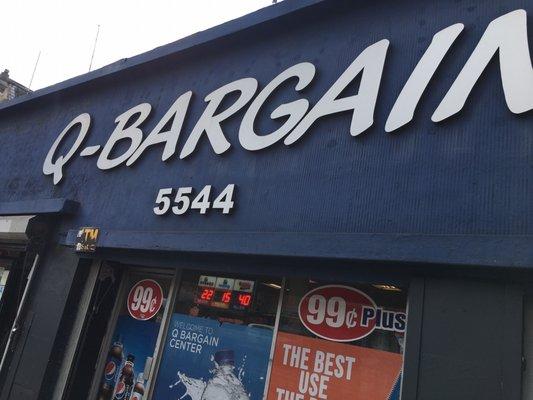 Q-BARGAIN
5544
ATM
99¢
22 15 40
99¢ Plus
WELCOME TO
Q BARGAIN
CENTER
THE BEST
USE